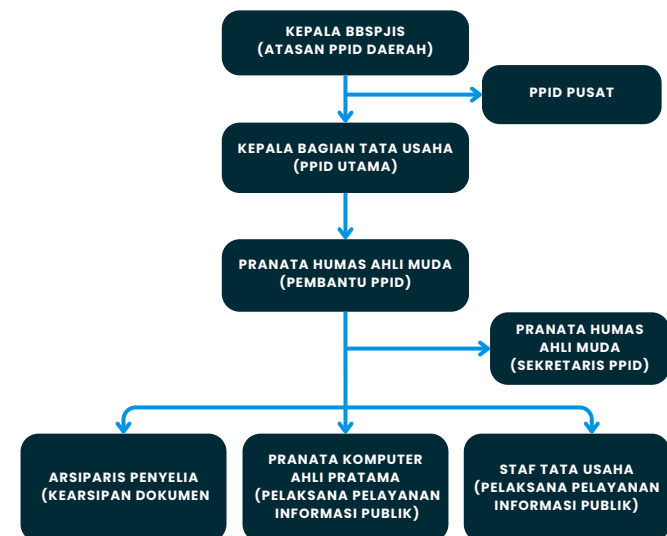 KEPALA BBSPJIS
(ATASAN PPID DAERAH)
PPID PUSAT
KEPALA BAGIAN TATA USAHA
(PPID UTAMA)
PRANATA HUMAS AHLI MUDA
(PEMBANTU PPID)
PRANATA HUMAS
AHLI MUDA
(SEKRETARIS PPID)
ARSIPARIS PENYELIA
(KEARSIPAN DOKUMEN
PRANATA KOMPUTER
AHLI PRATAMA
(PELAKSANA PELAYANAN
INFORMASI PUBLIK)
STAF TATA USAHA
(PELAKSANA PELAYANAN
INFORMASI PUBLIK)